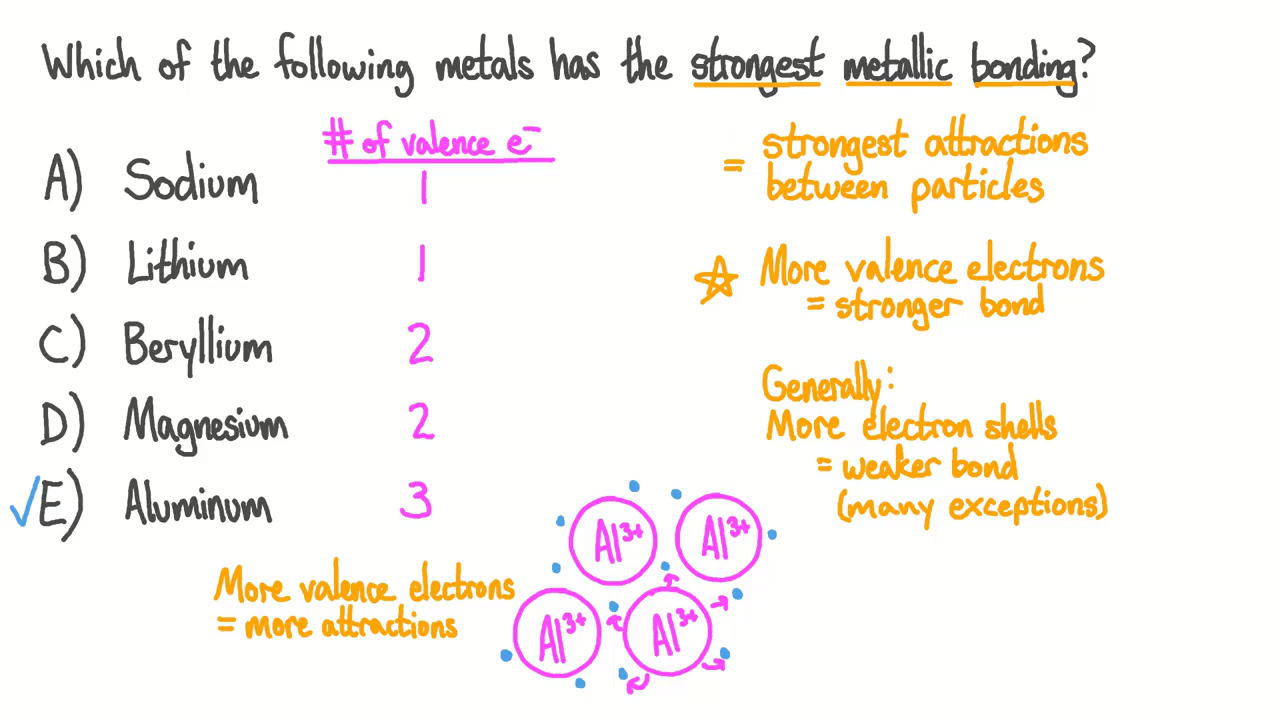 Which of the following metals has the strongest metallic bonding?
# of valence e⁻
A) Sodium 1
B) Lithium 1
C) Beryllium 2
D) Magnesium 2
✓E) Aluminum 3
= strongest attractions
between particles
☆ More valence electrons
= stronger bond
Generally:
More electron shells
= weaker bond
(many exceptions)
More valence electrons
= more attractions
Al³⁺ Al³⁺
Al³⁺ Al³⁺